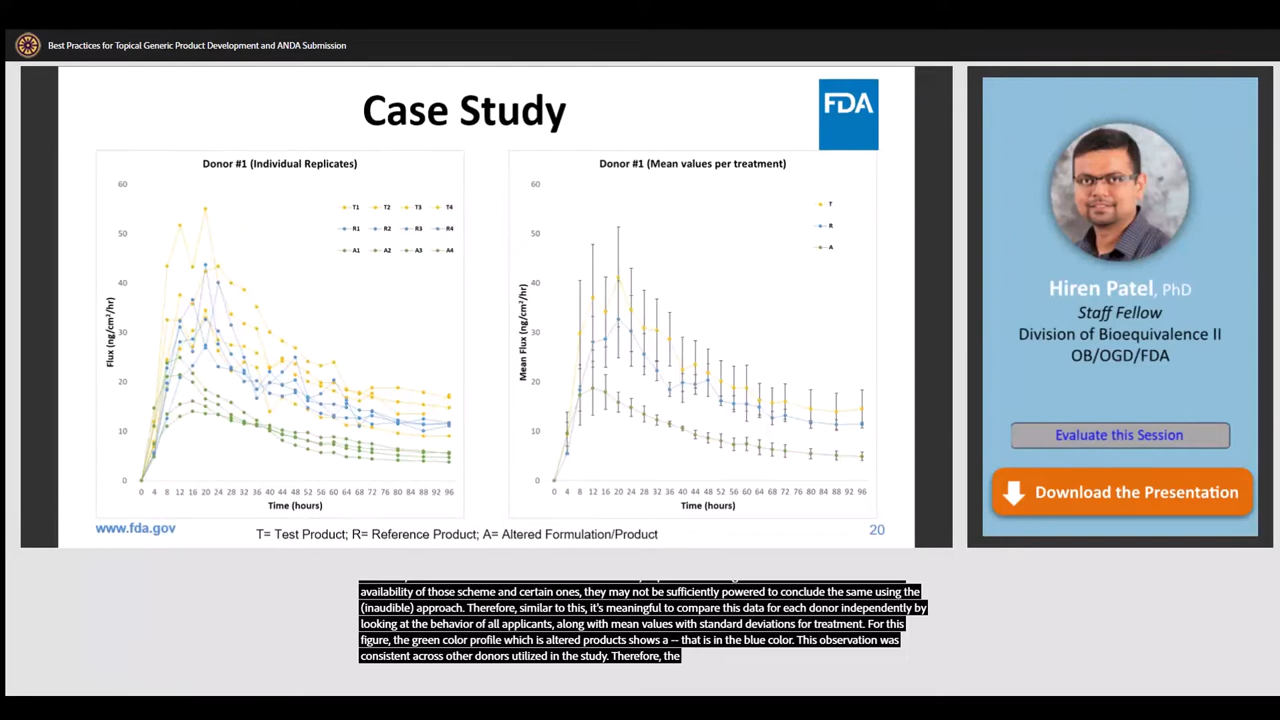 Best Practices for Topical Generic Product Development and ANDA Submission
Case Study
FDA
Donor #1 (Individual Replicates)
60
50
40
30
20
10
0
Flux (ng/cm²/hr)
T1 T2 T3 T4
R1 R2 R3 R4
A1 A2 A3 A4
0 4 8 12 16 20 24 28 32 36 40 44 48 52 56 60 64 68 72 76 80 84 88 92 96
Time (hours)
Donor #1 (Mean values per treatment)
60
50
40
30
20
10
0
Mean Flux (ng/cm²/hr)
T
R
A
0 4 8 12 16 20 24 28 32 36 40 44 48 52 56 60 64 68 72 76 80 84 88 92 96
Time (hours)
www.fda.gov
T= Test Product; R= Reference Product; A= Altered Formulation/Product
20
Hiren Patel, PhD
Staff Fellow
Division of Bioequivalence II
OB/OGD/FDA
Evaluate this Session
Download the Presentation
availability of those scheme and certain ones, they may not be sufficiently powered to conclude the same using the
(inaudible) approach. Therefore, similar to this, it's meaningful to compare this data for each donor independently by
looking at the behavior of all applicants, along with mean values with standard deviations for treatment. For this
figure, the green color profile which is altered products shows a -- that is in the blue color. This observation was
consistent across other donors utilized in the study. Therefore, the